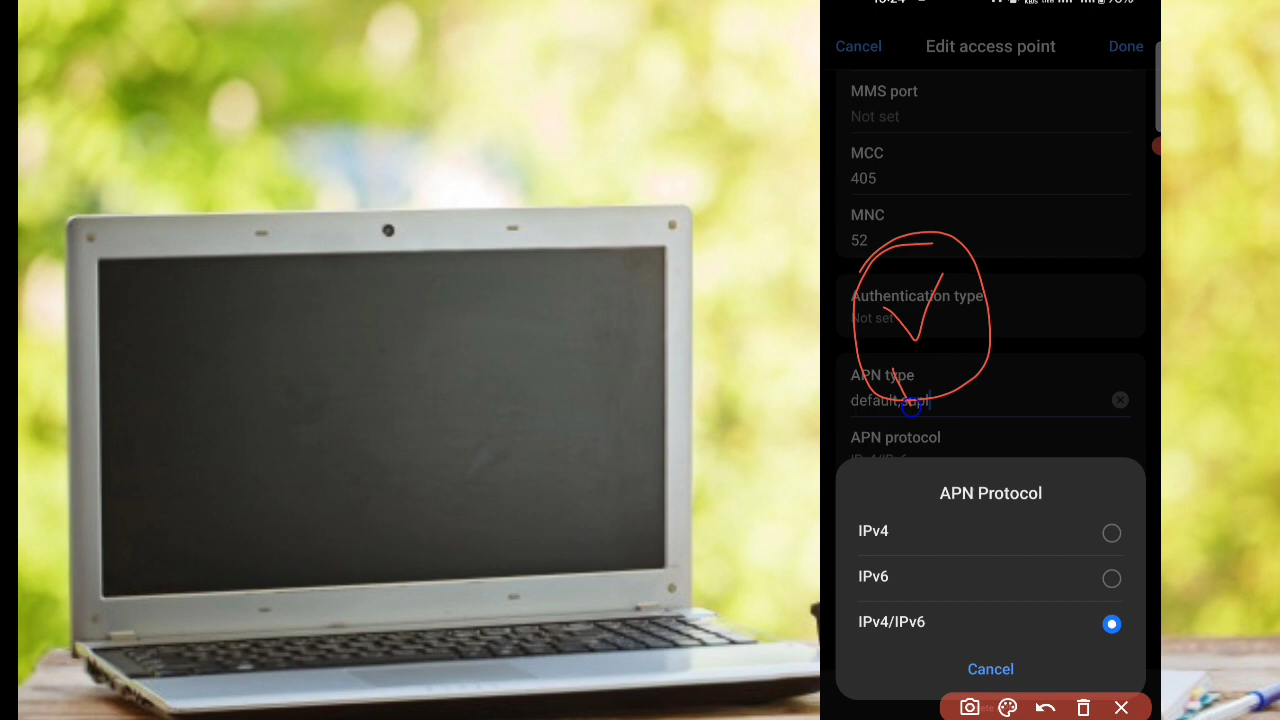 Cancel Edit access point Done
MMS port
Not set
MCC
405
MNC
52
Authentication type
Not set
APN type
default,supl
APN protocol
APN Protocol
IPv4
IPv6
IPv4/IPv6
Cancel